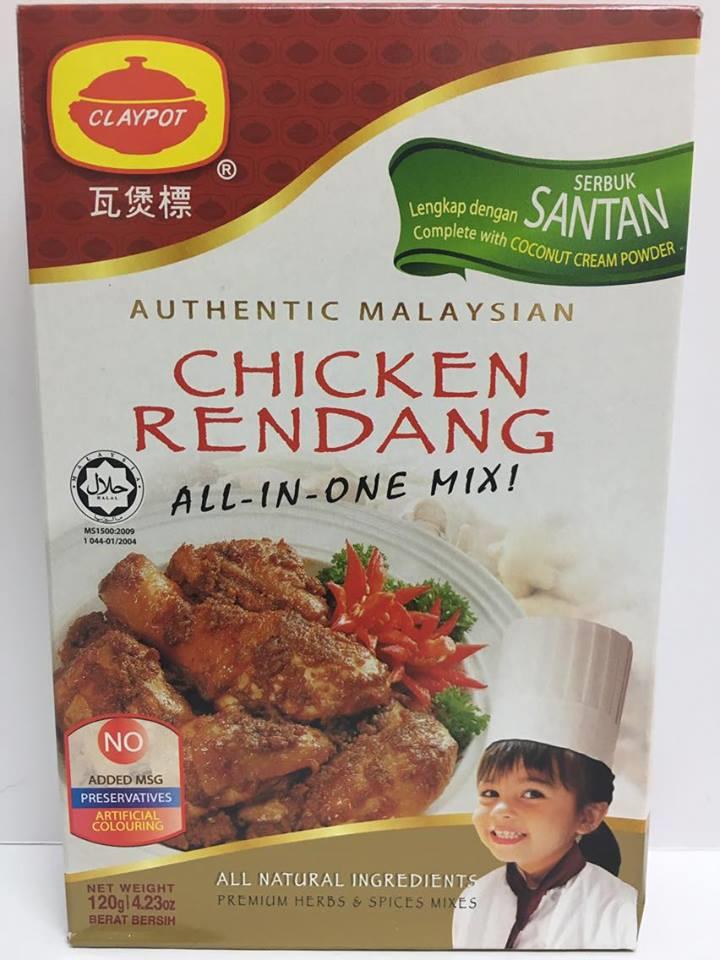 CLAYPOT
®
瓦煲標
SERBUK
Lengkap dengan SANTAN
Complete with COCONUT CREAM POWDER
AUTHENTIC MALAYSIAN
CHICKEN
RENDANG
ALL-IN-ONE MIX!
MALAYSIA
حلال
HALAL
MS1500:2009
1 044-01/2004
NO
ADDED MSG
PRESERVATIVES
ARTIFICIAL
COLOURING
NET WEIGHT
120g|4.23oz
BERAT BERSIH
ALL NATURAL INGREDIENTS
PREMIUM HERBS & SPICES MIXES